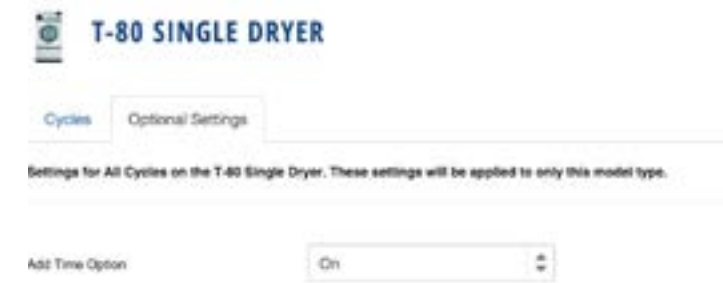 T-80 SINGLE DRYER
Cycles Optional Settings
Settings for All Cycles on the T-80 Single Dryer. These settings will be applied to only this model type.
Add Time Option On